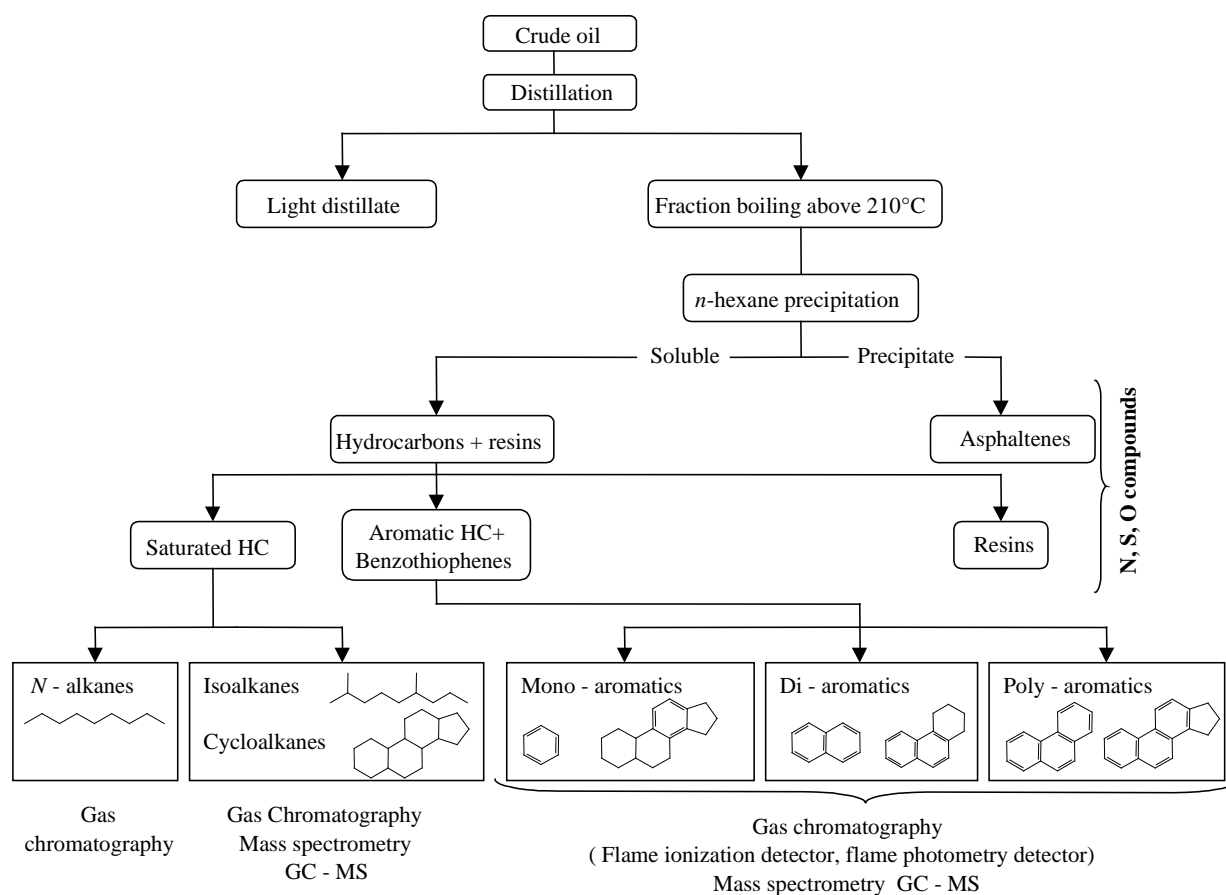 Crude oil
Distillation
Light distillate
Fraction boiling above 210°C
n-hexane precipitation
Soluble
Precipitate
Hydrocarbons + resins
Asphaltenes
N, S, O compounds
Saturated HC
Aromatic HC+
Benzothiophenes
Resins
N - alkanes
Isoalkanes
Cycloalkanes
Mono - aromatics
Di - aromatics
Poly - aromatics
Gas
chromatography
Gas Chromatography
Mass spectrometry
GC - MS
Gas chromatography
( Flame ionization detector, flame photometry detector)
Mass spectrometry GC - MS